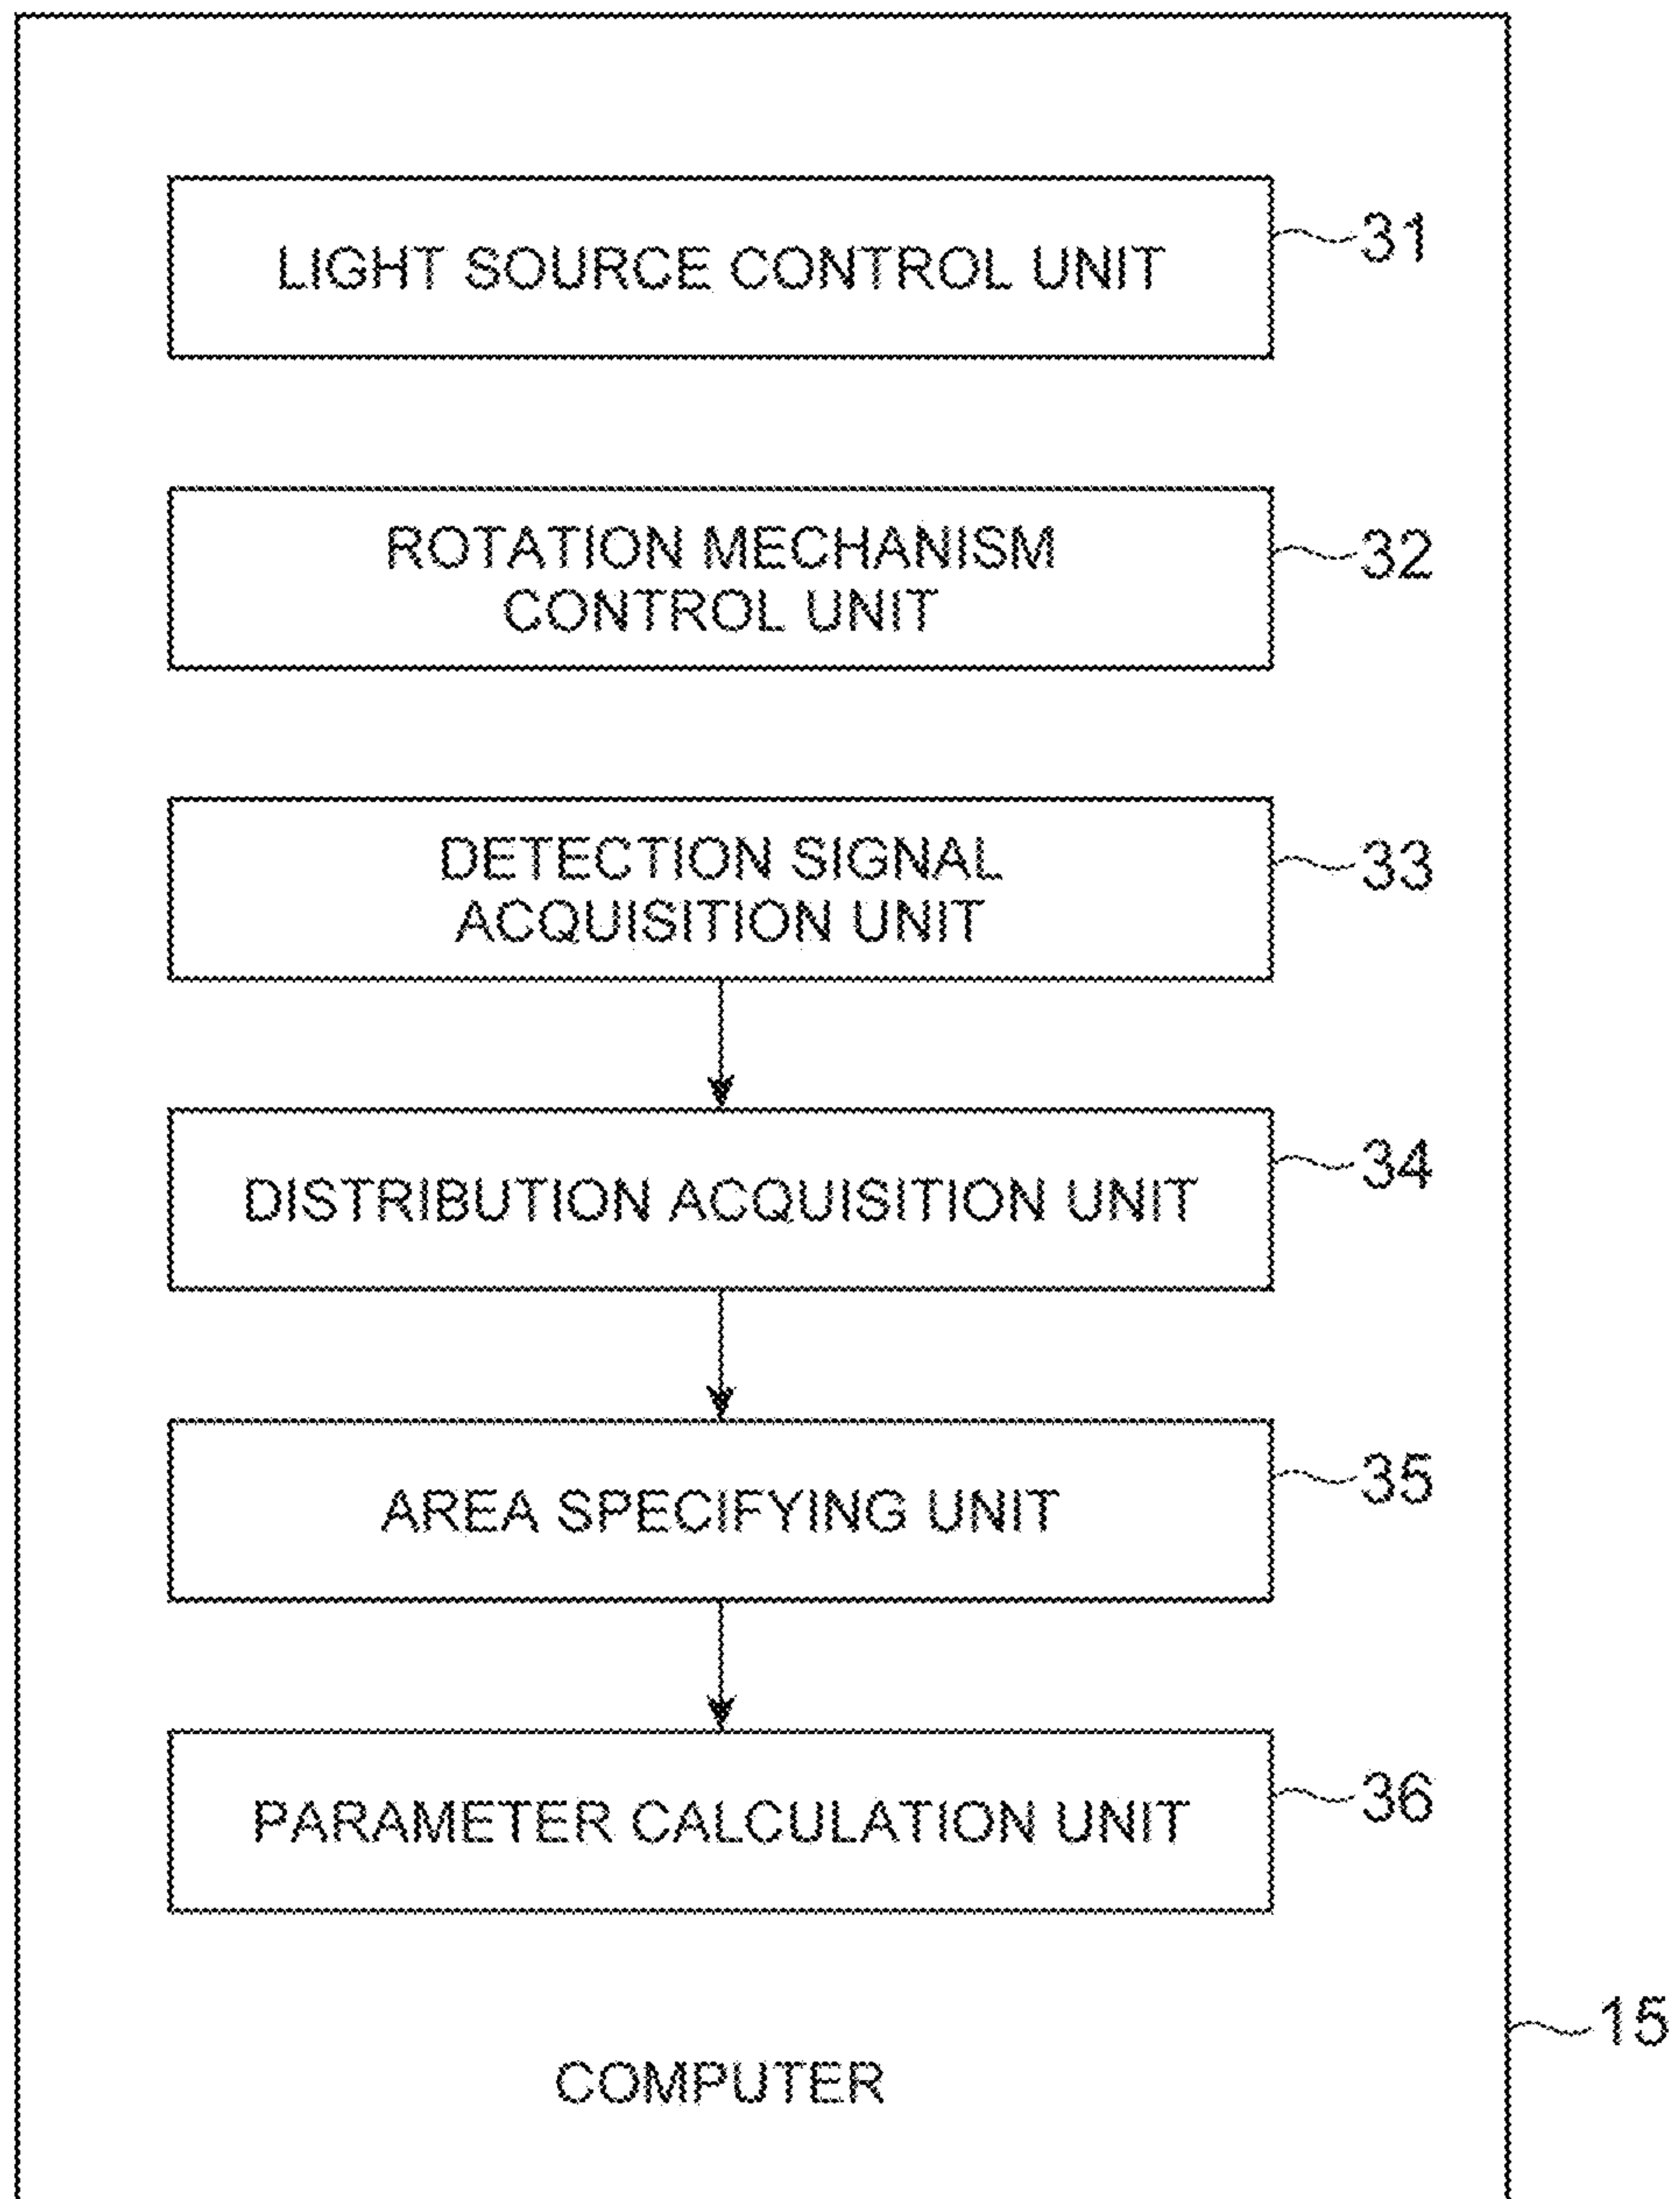 LIGHT SOURCE CONTROL UNIT
31
ROTATION MECHANISM
CONTROL UNIT
32
DETECTION SIGNAL
ACQUISITION UNIT
33
DISTRIBUTION ACQUISITION UNIT
34
AREA SPECIFYING UNIT
35
PARAMETER CALCULATION UNIT
36
COMPUTER
15